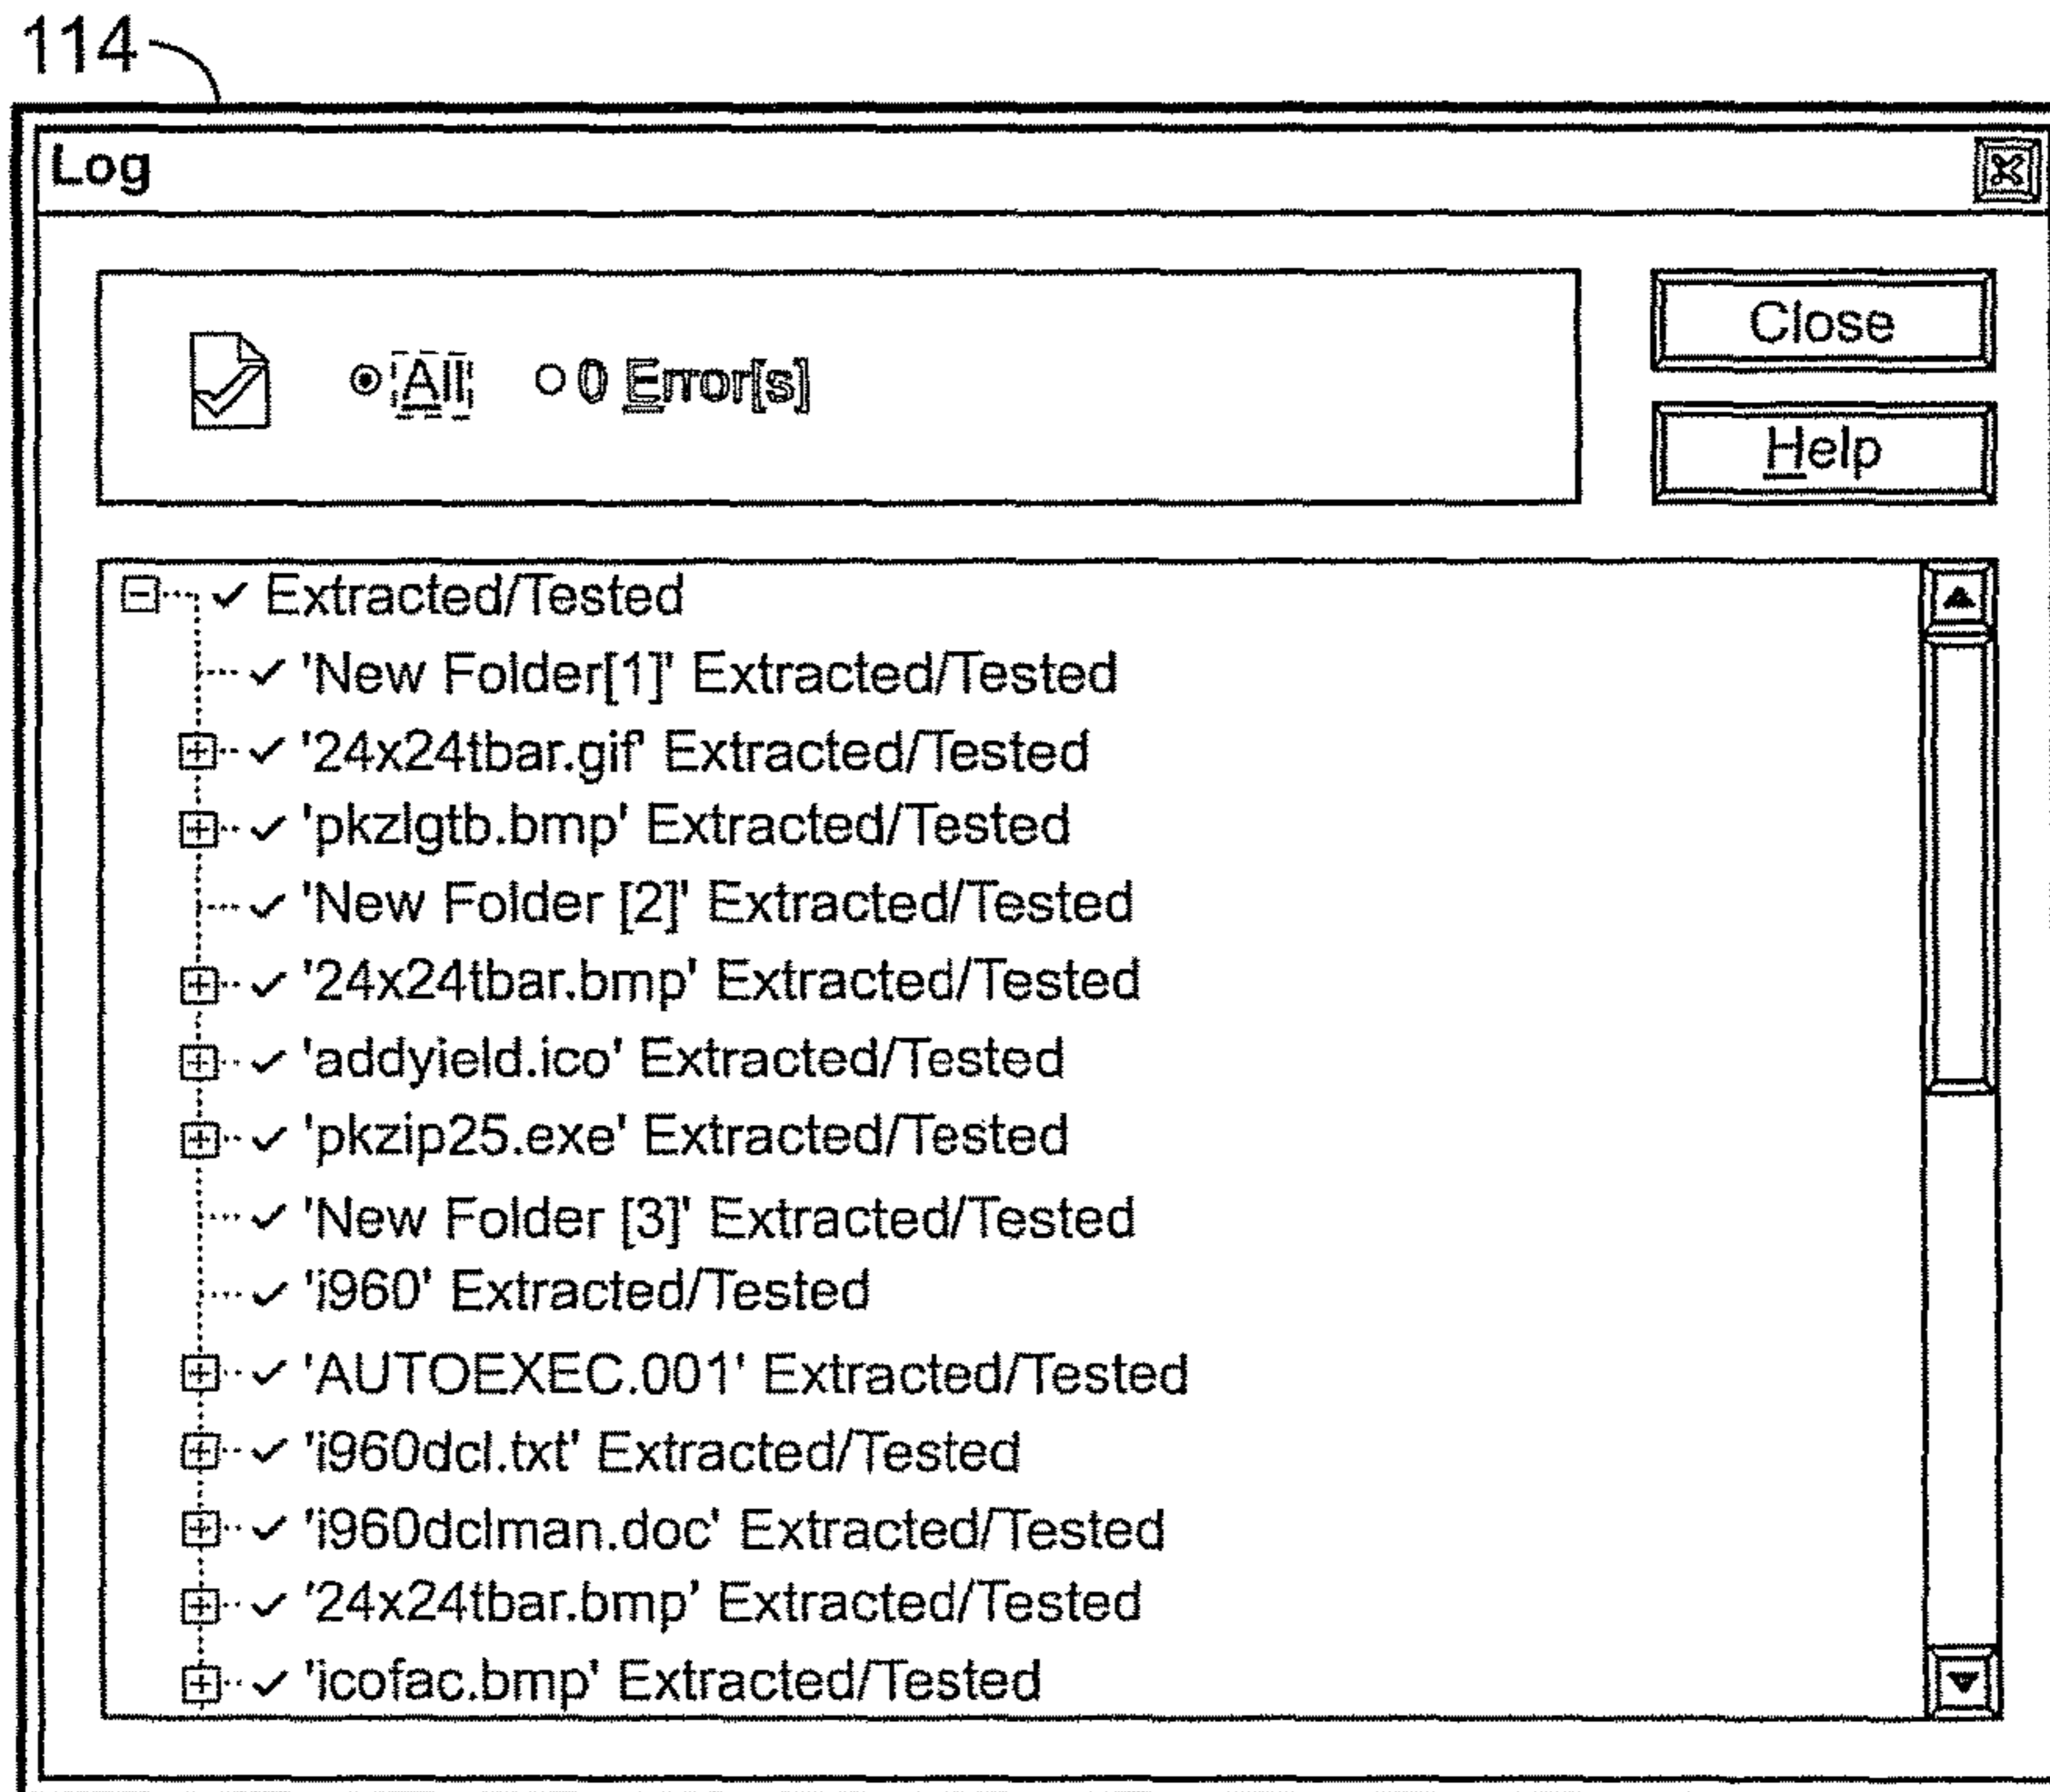 114
Log
All 0 Error[s]
Close
Help
Extracted/Tested
'New Folder[1]' Extracted/Tested
'24x24tbar.gif' Extracted/Tested
'pkzlgtb.bmp' Extracted/Tested
'New Folder [2]' Extracted/Tested
'24x24tbar.bmp' Extracted/Tested
'addyield.ico' Extracted/Tested
'pkzip25.exe' Extracted/Tested
'New Folder [3]' Extracted/Tested
'i960' Extracted/Tested
'AUTOEXEC.001' Extracted/Tested
'i960dcl.txt' Extracted/Tested
'i960dclman.doc' Extracted/Tested
'24x24tbar.bmp' Extracted/Tested
'icofac.bmp' Extracted/Tested